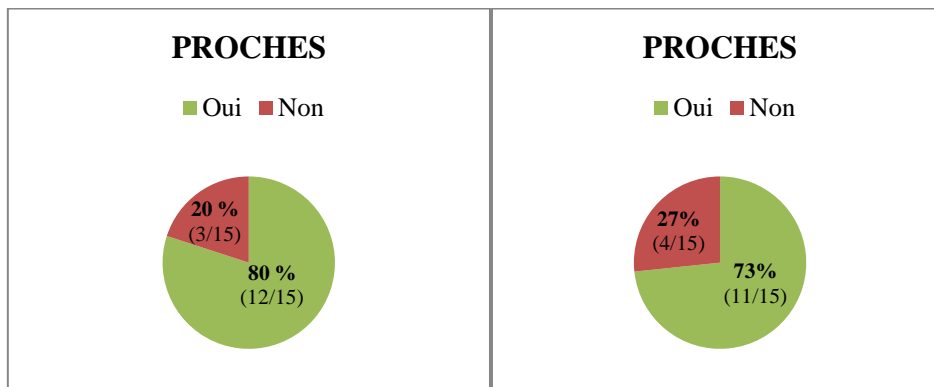 PROCHES
Oui Non
20 %
(3/15)
80 %
(12/15)
PROCHES
Oui Non
27%
(4/15)
73%
(11/15)